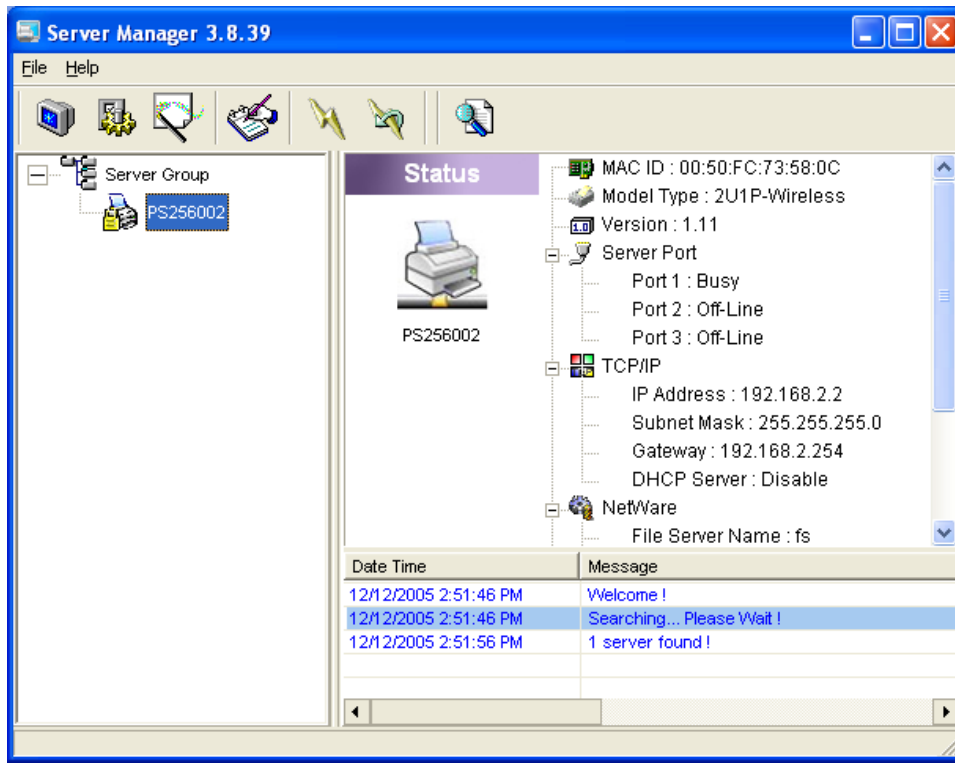 Server Manager 3.8.39
File Help
Server Group
PS256002
Status
PS256002
MAC ID : 00:50:FC:73:58:0C
Model Type : 2U1P-Wireless
1.0
Version : 1.11
Server Port
Port 1 : Busy
Port 2 : Off-Line
Port 3 : Off-Line
TCP/IP
IP Address : 192.168.2.2
Subnet Mask : 255.255.255.0
Gateway : 192.168.2.254
DHCP Server : Disable
NetWare
File Server Name : fs
Date Time Message
12/12/2005 2:51:46 PM Welcome !
12/12/2005 2:51:46 PM Searching... Please Wait !
12/12/2005 2:51:56 PM 1 server found !